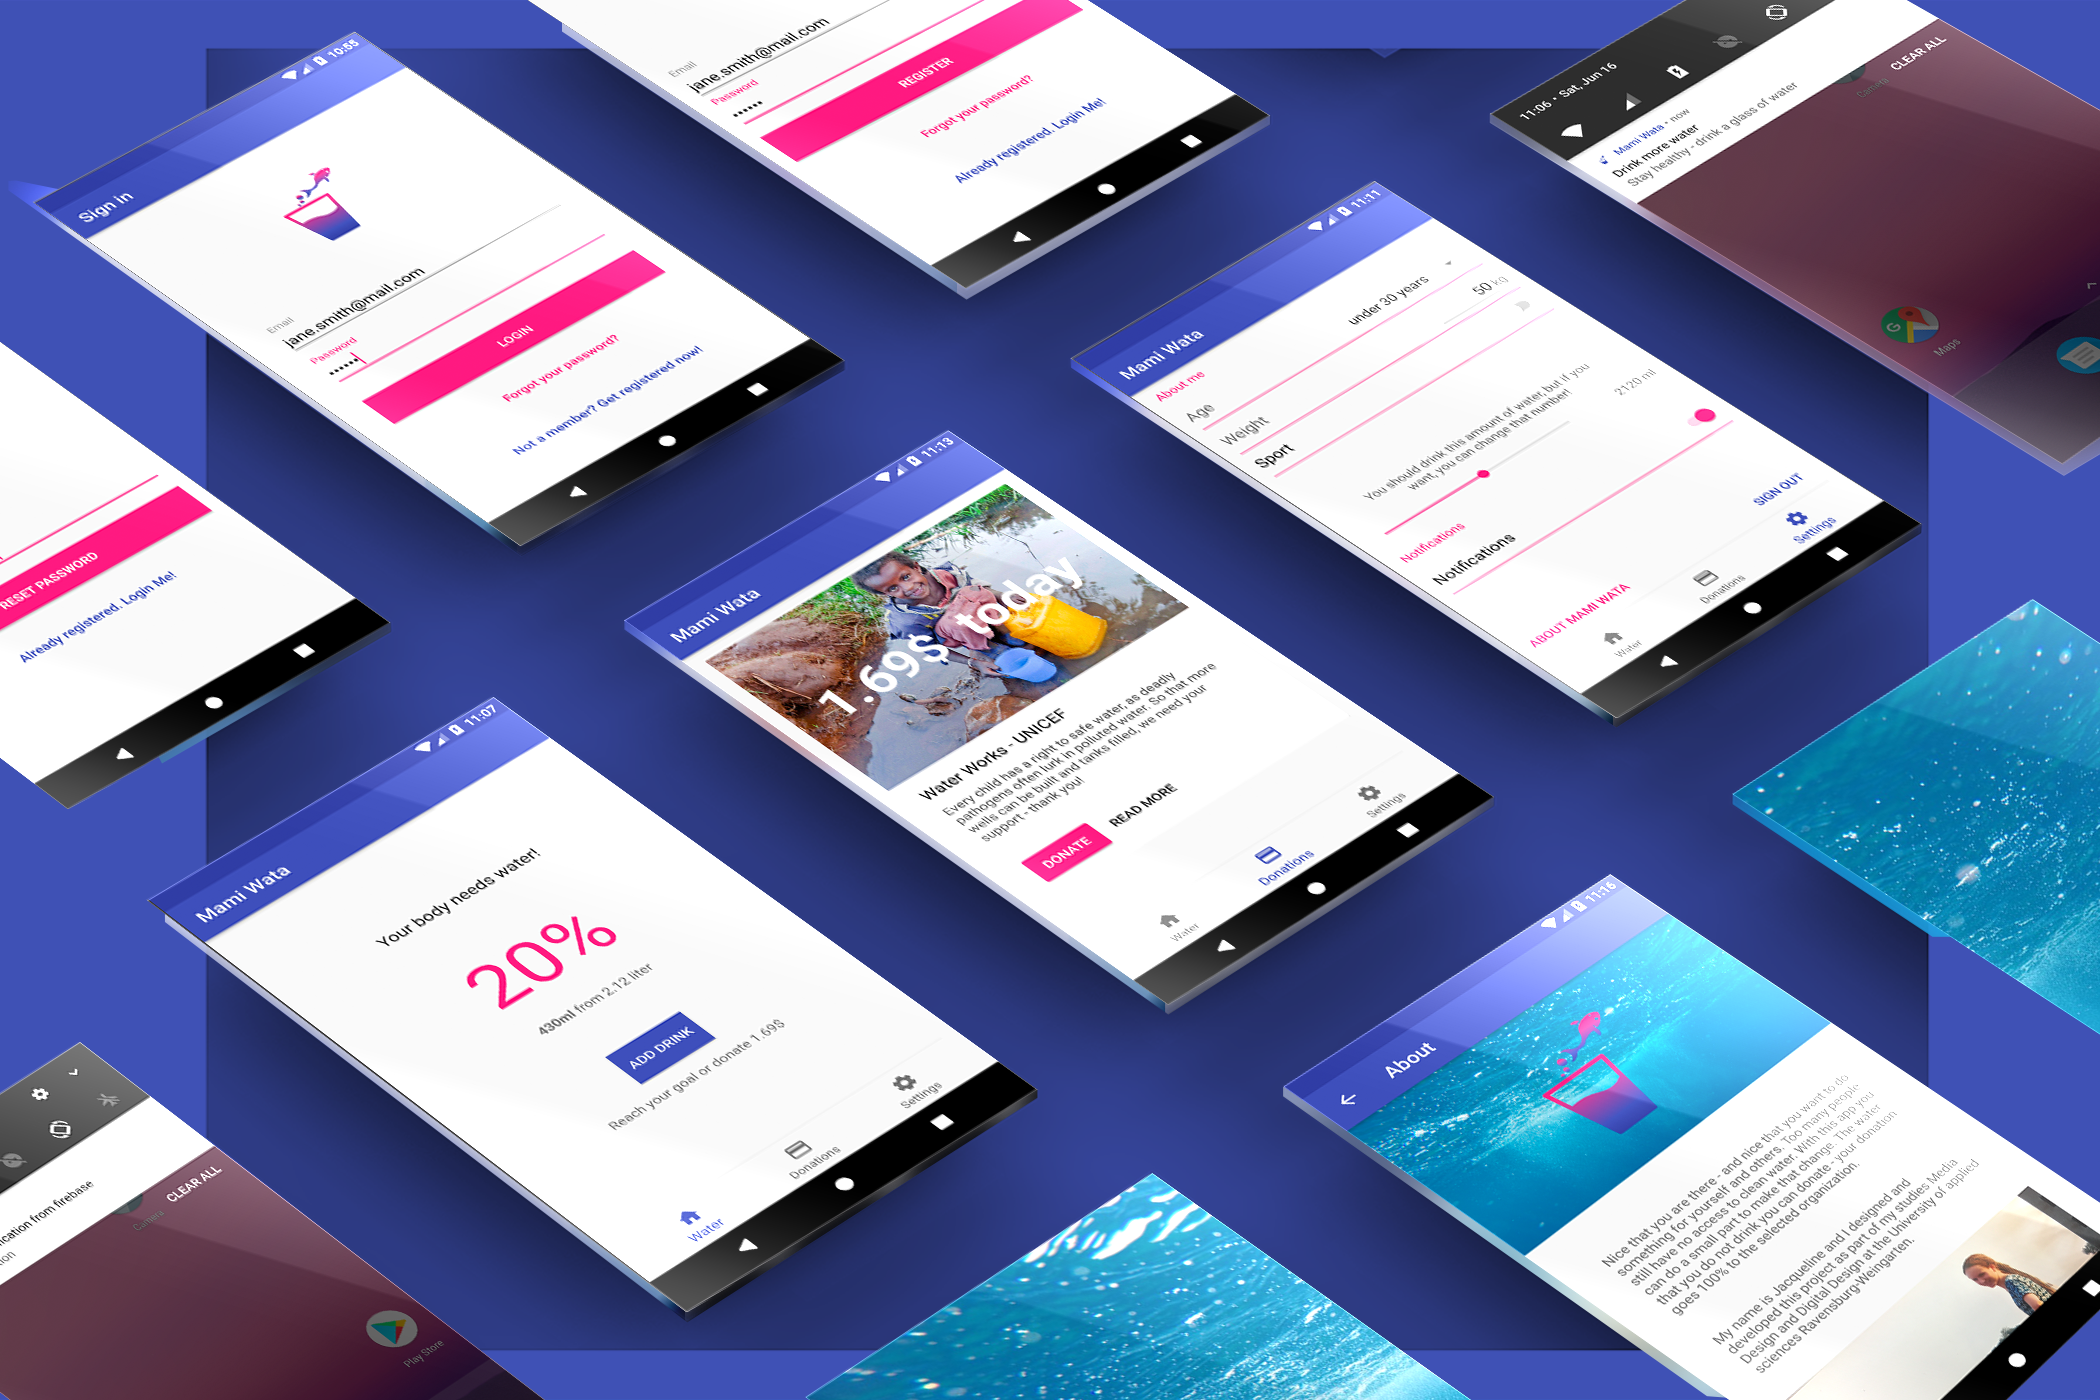 10:55
Sign in
Email
jane.smith@mail.com
Password
LOGIN
Forgot your password?
Not a member? Get registered now!
Email
jane.smith@mail.com
Password
REGISTER
Forgot your password?
Already registered. Login Me!
11:06 • Sat, Jun 16
Mami Wata • now
Drink more water
Stay healthy - drink a glass of water
CLEAR ALL
Camera
Maps
RESET PASSWORD
Already registered. Login Me!
11:11
Mami Wata
About me
Age
under 30 years
Weight
50 kg
Sport
You should drink this amount of water, but if you
want, you can change that number!
2120 ml
Notifications
Notifications
SIGN OUT
ABOUT MAMI WATA
Water
Donations
Settings
11:13
Mami Wata
1.69$ today
Water Works - UNICEF
Every child has a right to safe water, as deadly
pathogens often lurk in polluted water. So that more
wells can be built and tanks filled, we need your
support - thank you!
DONATE
READ MORE
Water
Donations
Settings
11:07
Mami Wata
Your body needs water!
20%
430ml from 2.12 liter
ADD DRINK
Reach your goal or donate 1.69$
Water
Donations
Settings
11:16
About
Nice that you are there - and nice that you want to do
something for yourself and others. Too many people
still have no access to clean water. With this app you
can do a small part to make that change. The water
that you do not drink you can donate - your donation
goes 100% to the selected organization.
My name is Jacqueline and I designed and
developed this project as part of my studies Media
Design and Digital Design at the University of applied
sciences Ravensburg-Weingarten.
cation from firebase
CLEAR ALL
Camera
Play Store